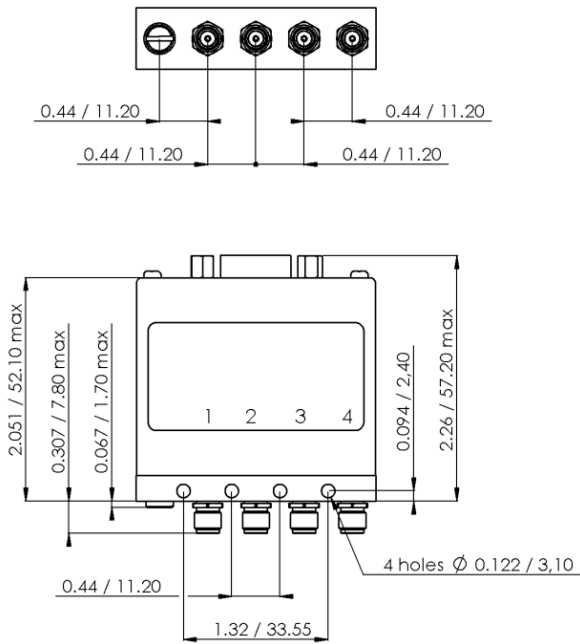 0.44 / 11.20
0.44 / 11.20
0.44 / 11.20
0.44 / 11.20
2.051 / 52.10 max
0.307 / 7.80 max
0.067 / 1.70 max
1 2 3 4
0.094 / 2,40
2.26 / 57.20 max
4 holes Ø 0.122 / 3,10
0.44 / 11.20
1.32 / 33.55